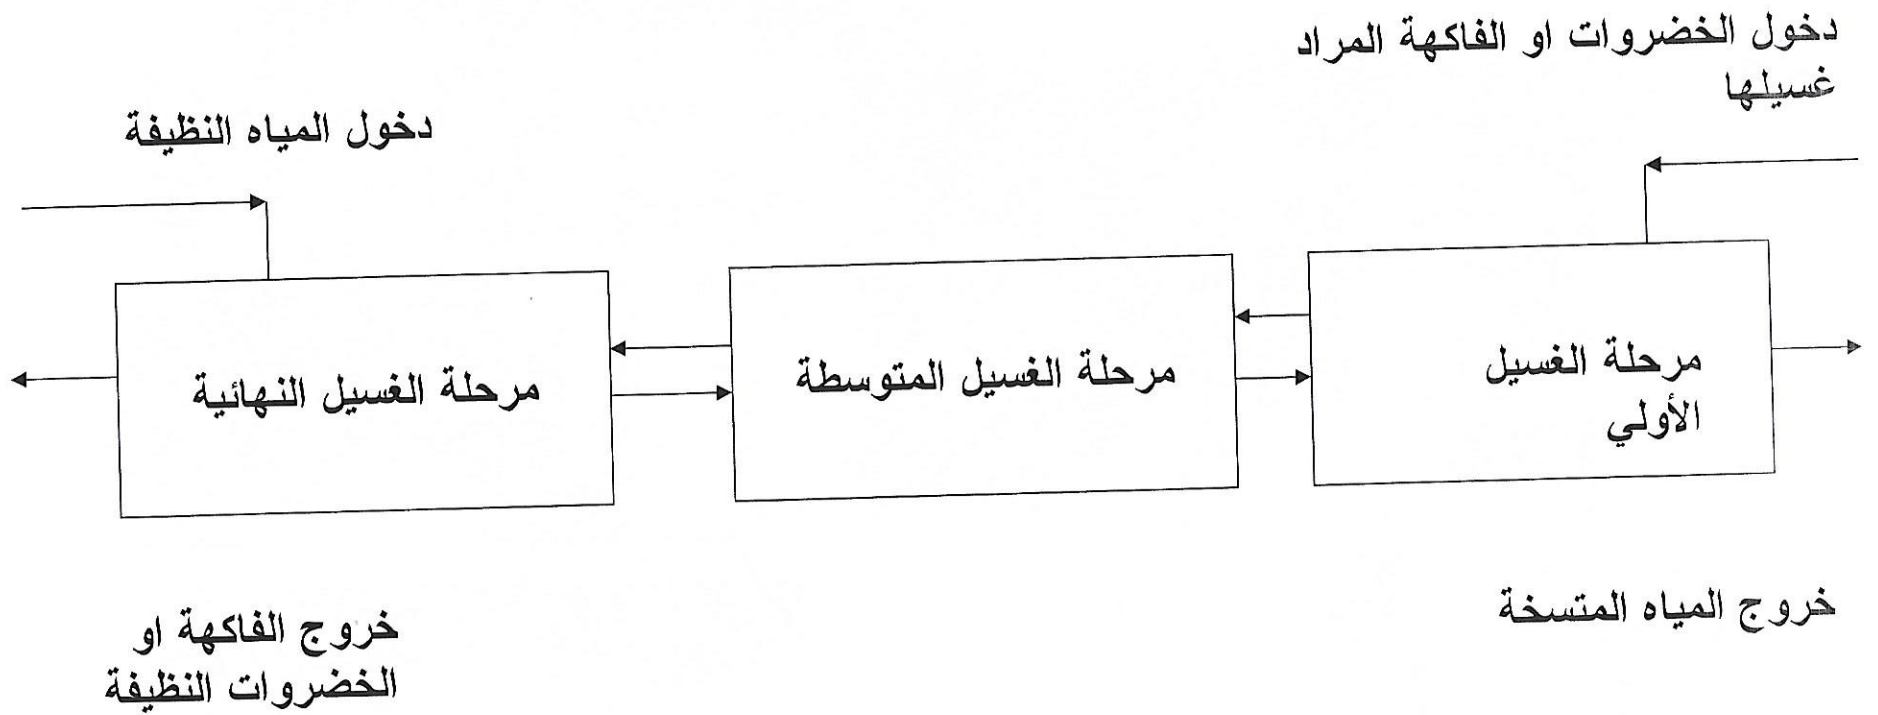 دخول الخضروات او الفاكهة المراد
غسيلها
دخول المياه النظيفة
مرحلة الغسيل
الأولي
مرحلة الغسيل المتوسطة
مرحلة الغسيل النهائية
خروج المياه المتسخة
خروج الفاكهة او
الخضروات النظيفة